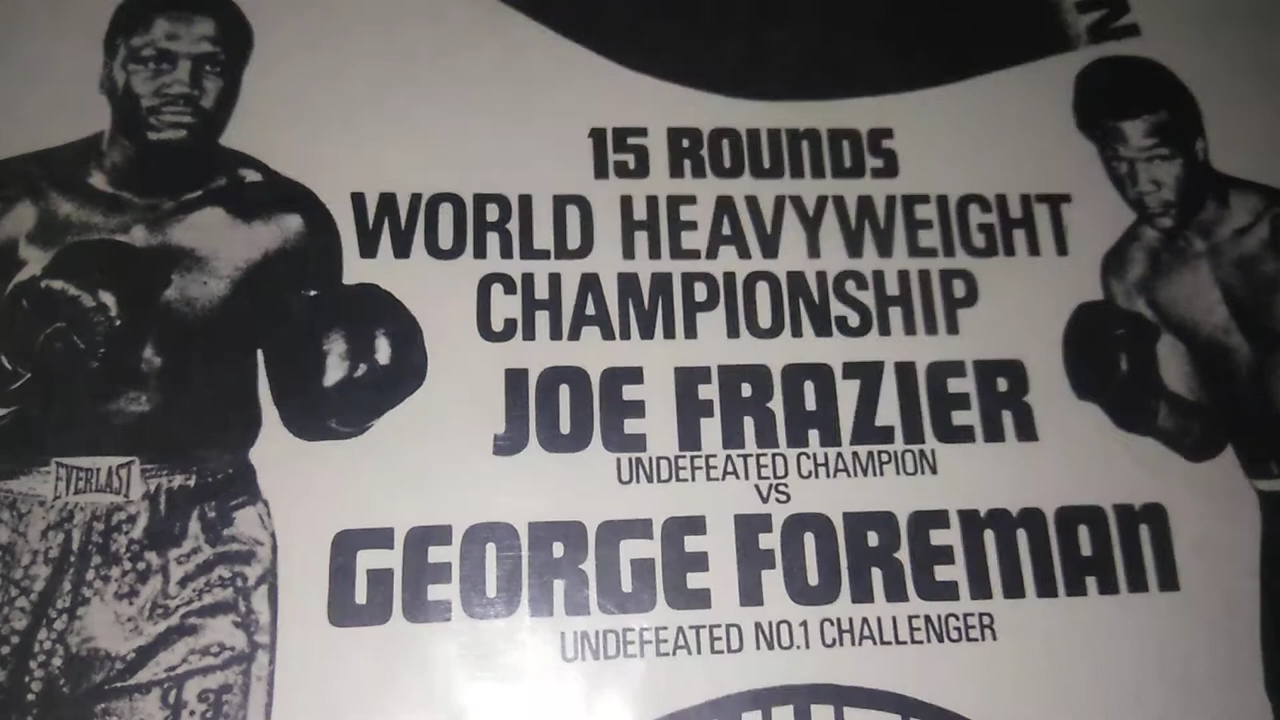 15 ROUNDS
WORLD HEAVYWEIGHT
CHAMPIONSHIP
JOE FRAZIER
UNDEFEATED CHAMPION
VS
GEORGE FOREMAN
UNDEFEATED NO.1 CHALLENGER
EVERLAST
J.F